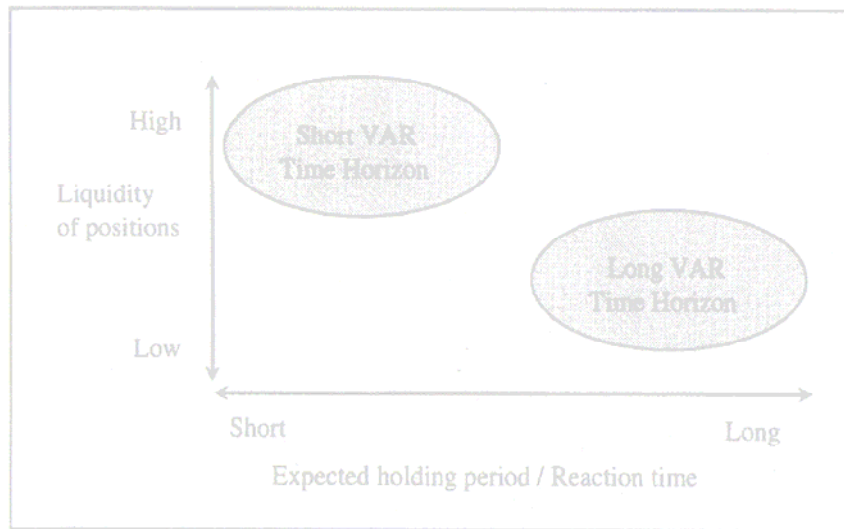 High
Short VAR
Time Horizon
Liquidity
of positions
Long VAR
Time Horizon
Low
Short
Long
Expected holding period / Reaction time